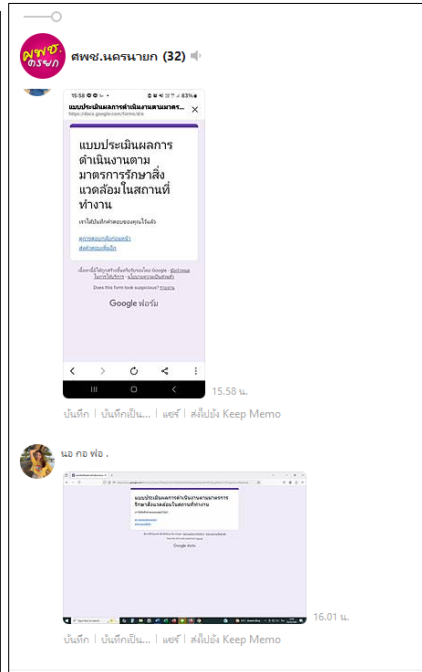 ศพช.นครนายก (32)
15:58
83%
แบบประเมินผลการดำเนินงานตามมาตร...
https://docs.google.com/forms/d/e
แบบประเมินผลการ
ดำเนินงานตาม
มาตรการรักษาสิ่ง
แวดล้อมในสถานที่
ทำงาน
เราได้บันทึกคำตอบของคุณไว้แล้ว
ส่งคำตอบเพิ่มอีก
Does this form look suspicious? รายงาน
Google ฟอร์ม
15.58 น.
บันทึก | บันทึกเป็น... | แชร์ | ส่งไปยัง Keep Memo
นอ กอ ฟอ .
แบบประเมินผลการดำเนินงานตามมาตรการ
รักษาสิ่งแวดล้อมในสถานที่ทำงาน
Google ฟอร์ม
16.01 น.
บันทึก | บันทึกเป็น... | แชร์ | ส่งไปยัง Keep Memo